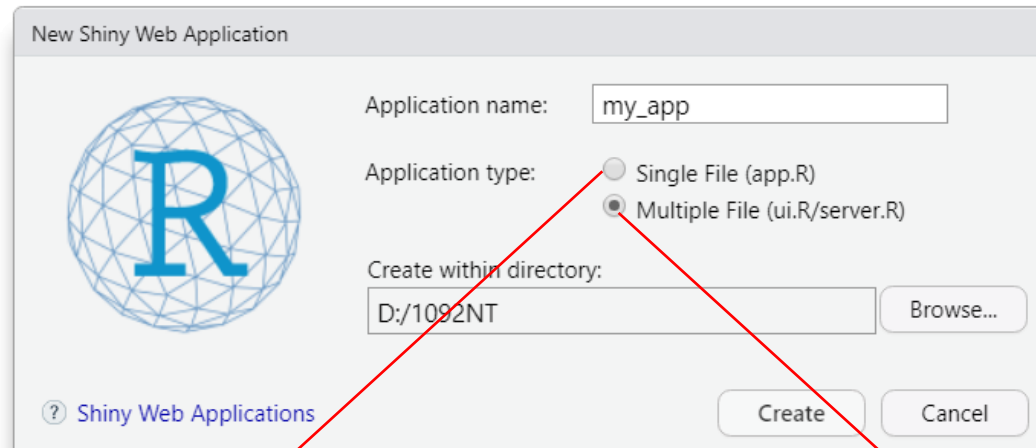 New Shiny Web Application
Application name: my_app
Application type: Single File (app.R)
Multiple File (ui.R/server.R)
Create within directory:
D:/1092NT Browse...
R
? Shiny Web Applications Create Cancel